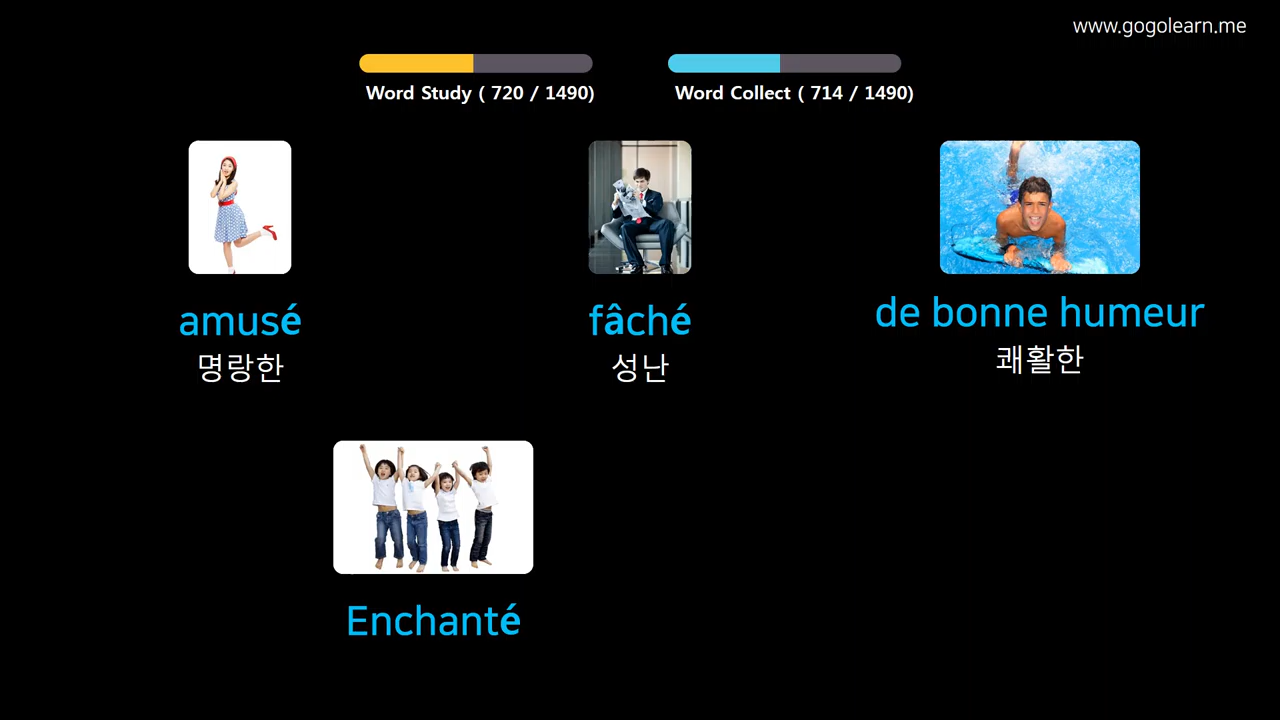 www.gogolearn.me
Word Study ( 720 / 1490)
Word Collect ( 714 / 1490)
amusé
명랑한
fâché
성난
de bonne humeur
쾌활한
Enchanté